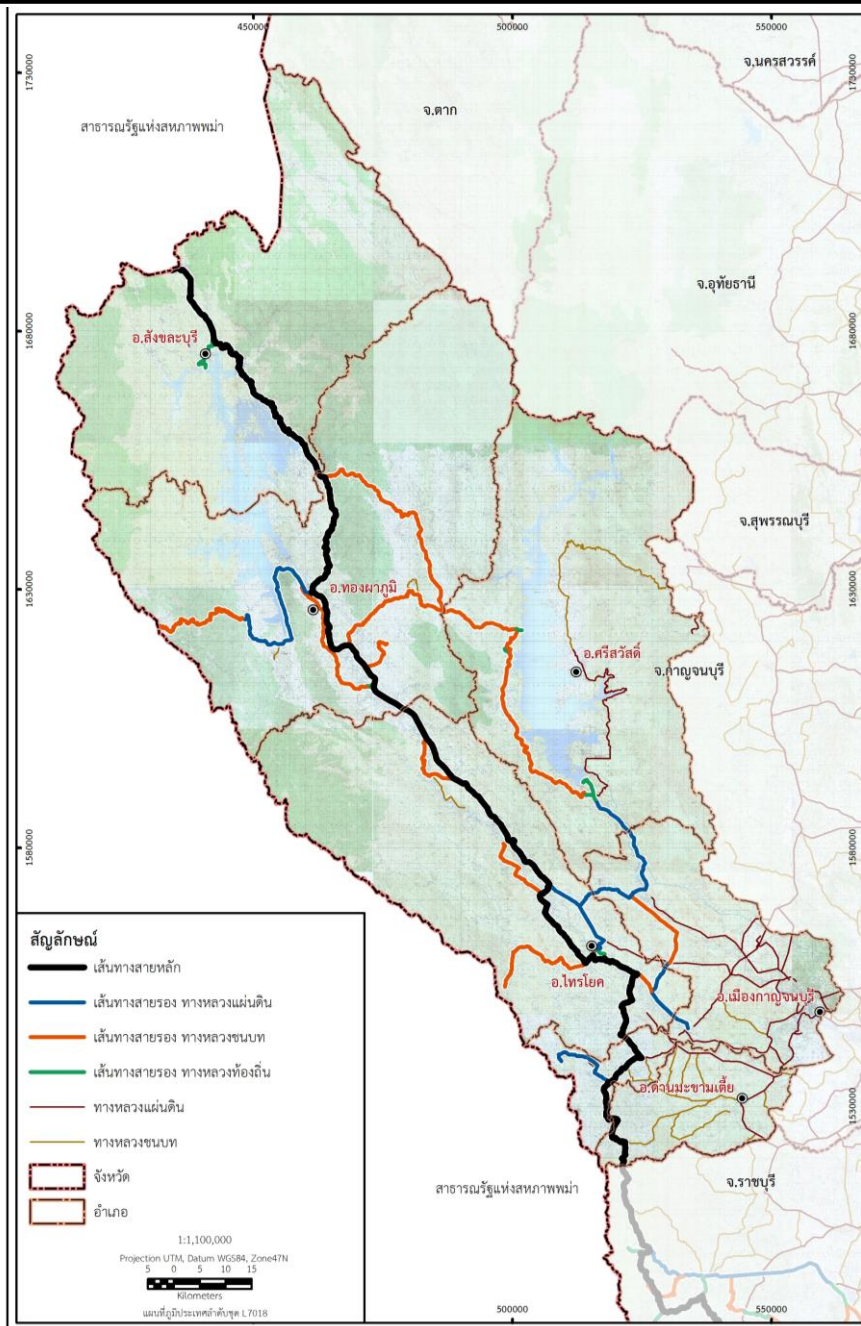 450000
500000
550000
1730000
1730000
จ.นครสวรรค์
จ.ตาก
สาธารณรัฐแห่งสหภาพพม่า
จ.อุทัยธานี
1680000
1680000
อ.สังขละบุรี
จ.สุพรรณบุรี
1630000
1630000
อ.ทองผาภูมิ
อ.ศรีสวัสดิ์
จ.กาญจนบุรี
1580000
1580000
อ.ไทรโยค
อ.เมืองกาญจนบุรี
อ.ด่านมะขามเตี้ย
1530000
จ.ราชบุรี
สาธารณรัฐแห่งสหภาพพม่า
สัญลักษณ์
เส้นทางสายหลัก
เส้นทางสายรอง ทางหลวงแผ่นดิน
เส้นทางสายรอง ทางหลวงชนบท
เส้นทางสายรอง ทางหลวงท้องถิ่น
ทางหลวงแผ่นดิน
ทางหลวงชนบท
จังหวัด
อำเภอ
1:1,100,000
Projection UTM, Datum WGS84, Zone47N
5 0 5 10 15
Kilometers
แผนที่ภูมิประเทศลำดับชุด L7018
500000
550000